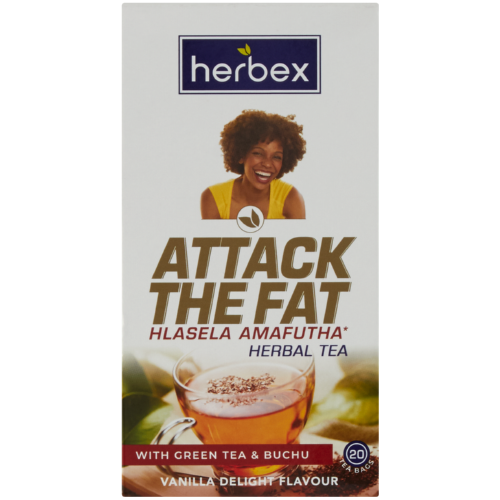 herbex
ATTACK
THE FAT
HLASELA AMAFUTHA*
HERBAL TEA
WITH GREEN TEA & BUCHU
20
TEA BAGS
VANILLA DELIGHT FLAVOUR